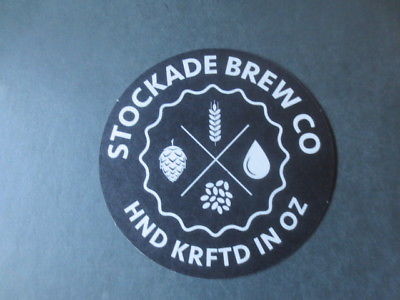 STOCKADE BREW CO
HND KRFTD IN OZ